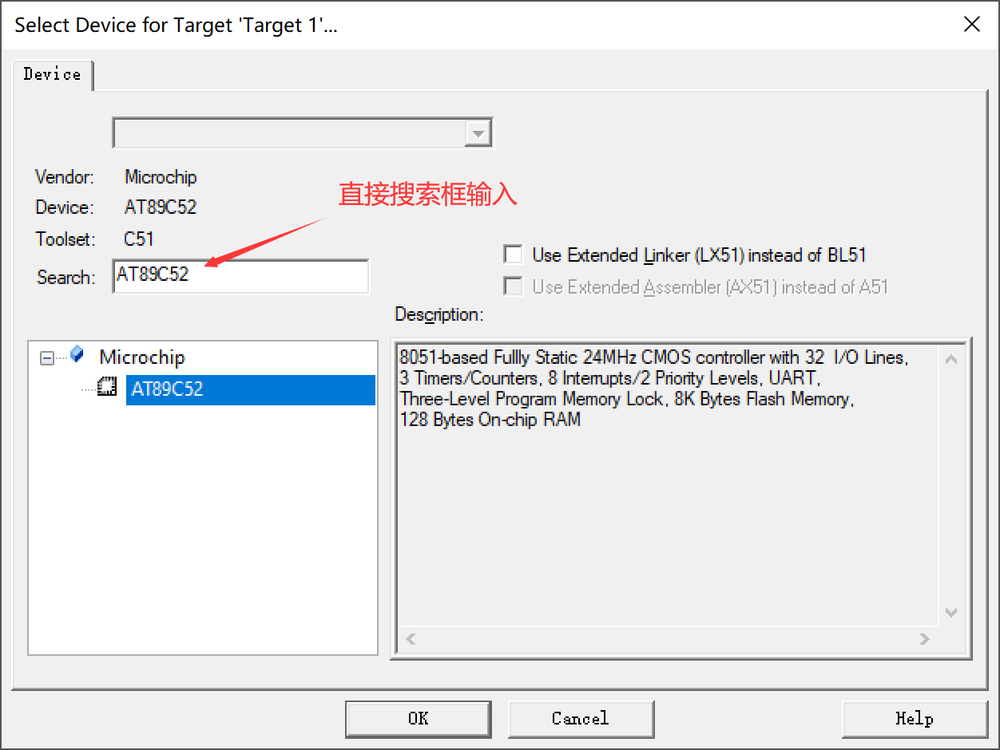 Select Device for Target 'Target 1'...
Device
Vendor: Microchip
Device: AT89C52
Toolset: C51
Search: AT89C52
直接搜索框输入
Use Extended Linker (LX51) instead of BL51
Use Extended Assembler (AX51) instead of A51
Description:
Microchip
AT89C52
8051-based Fullly Static 24MHz CMOS controller with 32  I/O Lines,
3 Timers/Counters, 8 Interrupts/2 Priority Levels, UART,
Three-Level Program Memory Lock, 8K Bytes Flash Memory,
128 Bytes On-chip RAM
OK
Cancel
Help